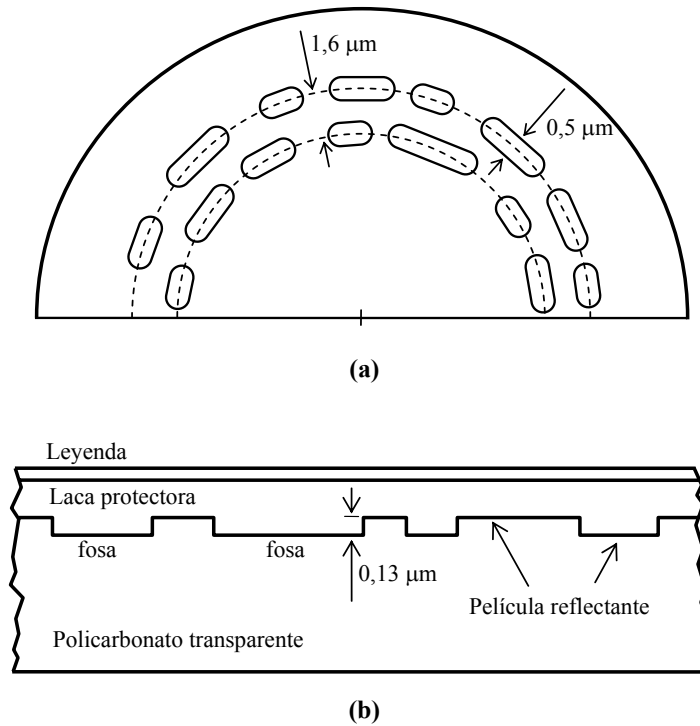 1,6 μm
0,5 μm
(a)
Leyenda
Laca protectora
fosa
fosa
0,13 μm
Película reflectante
Policarbonato transparente
(b)